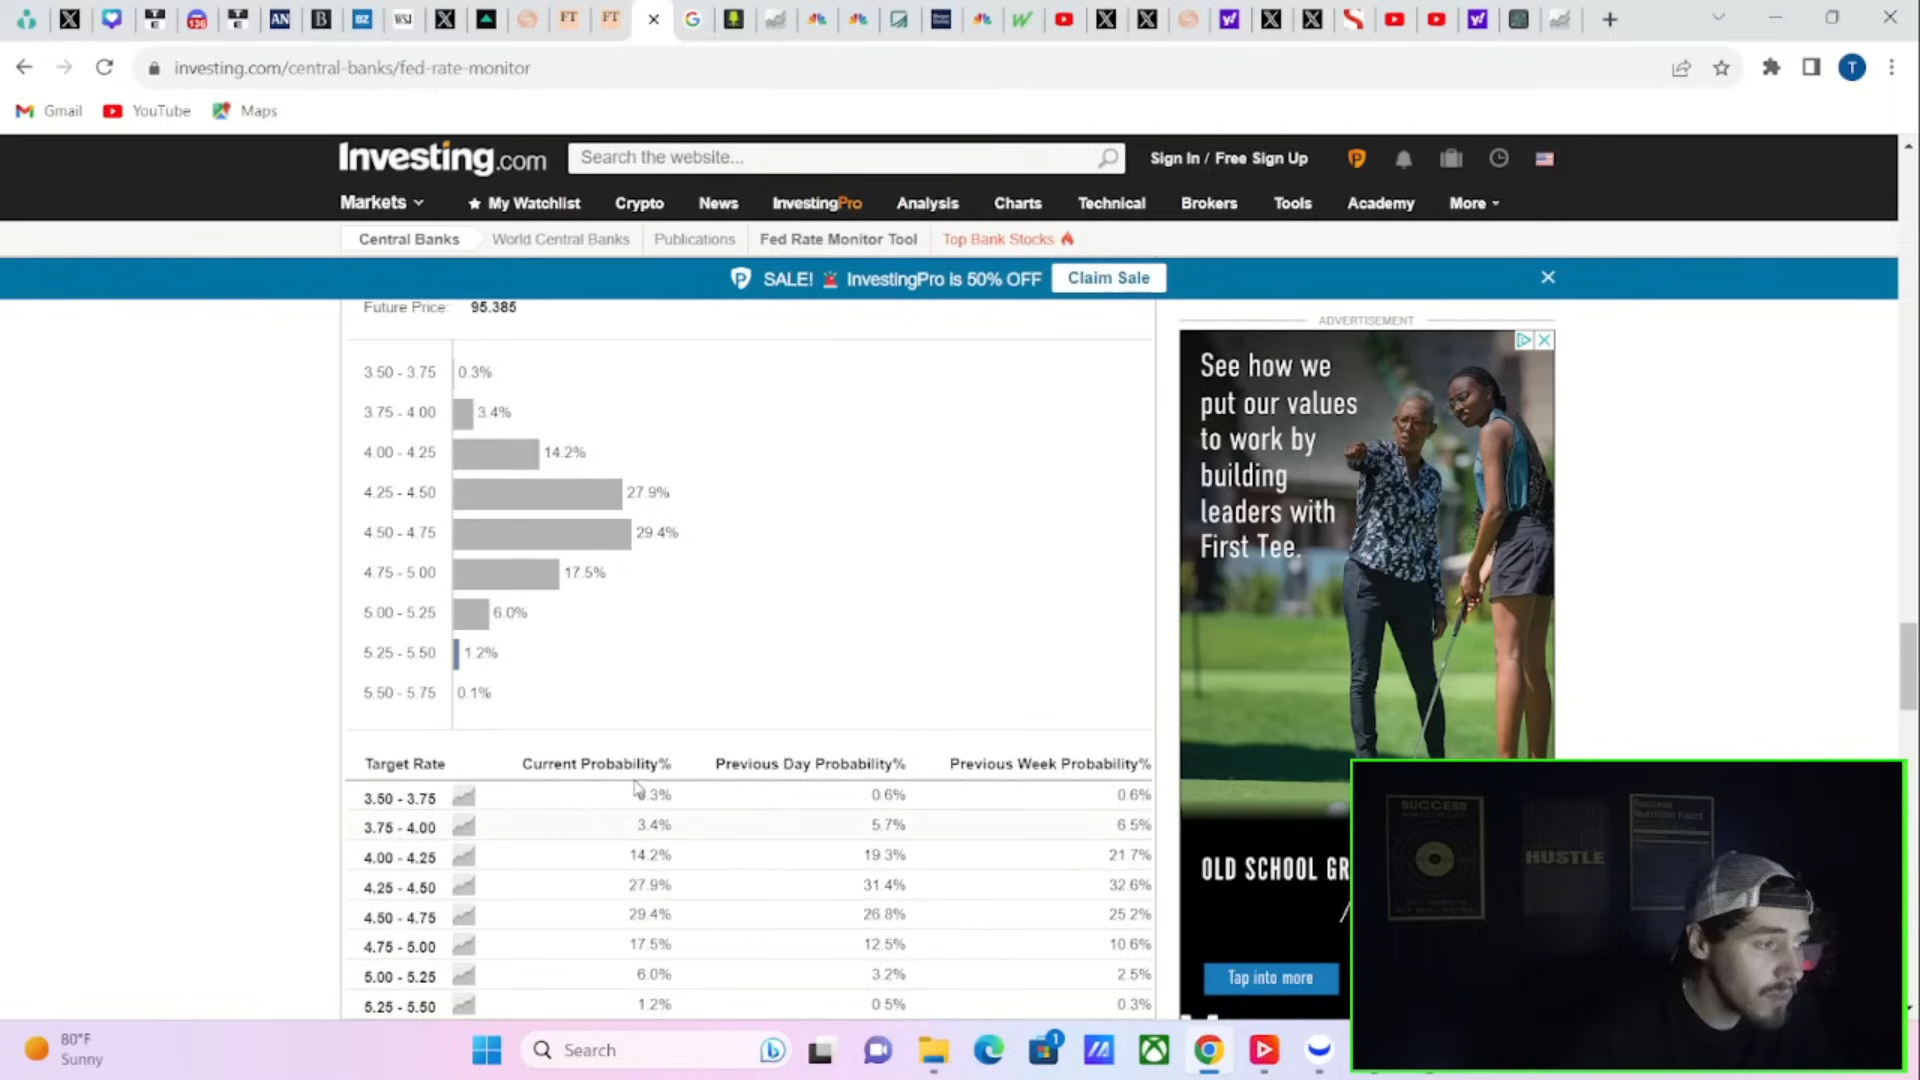 investing.com/central-banks/fed-rate-monitor
T
Gmail
YouTube
Maps
Investing.com
Search the website...
Sign In / Free Sign Up
Markets
My Watchlist
Crypto
News
InvestingPro
Analysis
Charts
Technical
Brokers
Tools
Academy
More
Central Banks
World Central Banks
Publications
Fed Rate Monitor Tool
Top Bank Stocks
SALE! InvestingPro is 50% OFF
Claim Sale
Future Price: 95.385
3.50 - 3.75 0.3%
3.75 - 4.00 3.4%
4.00 - 4.25 14.2%
4.25 - 4.50 27.9%
4.50 - 4.75 29.4%
4.75 - 5.00 17.5%
5.00 - 5.25 6.0%
5.25 - 5.50 1.2%
5.50 - 5.75 0.1%
Target Rate Current Probability% Previous Day Probability% Previous Week Probability%
3.50 - 3.75 0.3% 0.6% 0.6%
3.75 - 4.00 3.4% 5.7% 6.5%
4.00 - 4.25 14.2% 19.3% 21.7%
4.25 - 4.50 27.9% 31.4% 32.6%
4.50 - 4.75 29.4% 26.8% 25.2%
4.75 - 5.00 17.5% 12.5% 10.6%
5.00 - 5.25 6.0% 3.2% 2.5%
5.25 - 5.50 1.2% 0.5% 0.3%
ADVERTISEMENT
See how we
put our values
to work by
building
leaders with
First Tee.
OLD SCHOOL GR
Tap into more
SUCCESS
HUSTLE
Success
Nutrition Facts
80°F
Sunny
Search
1